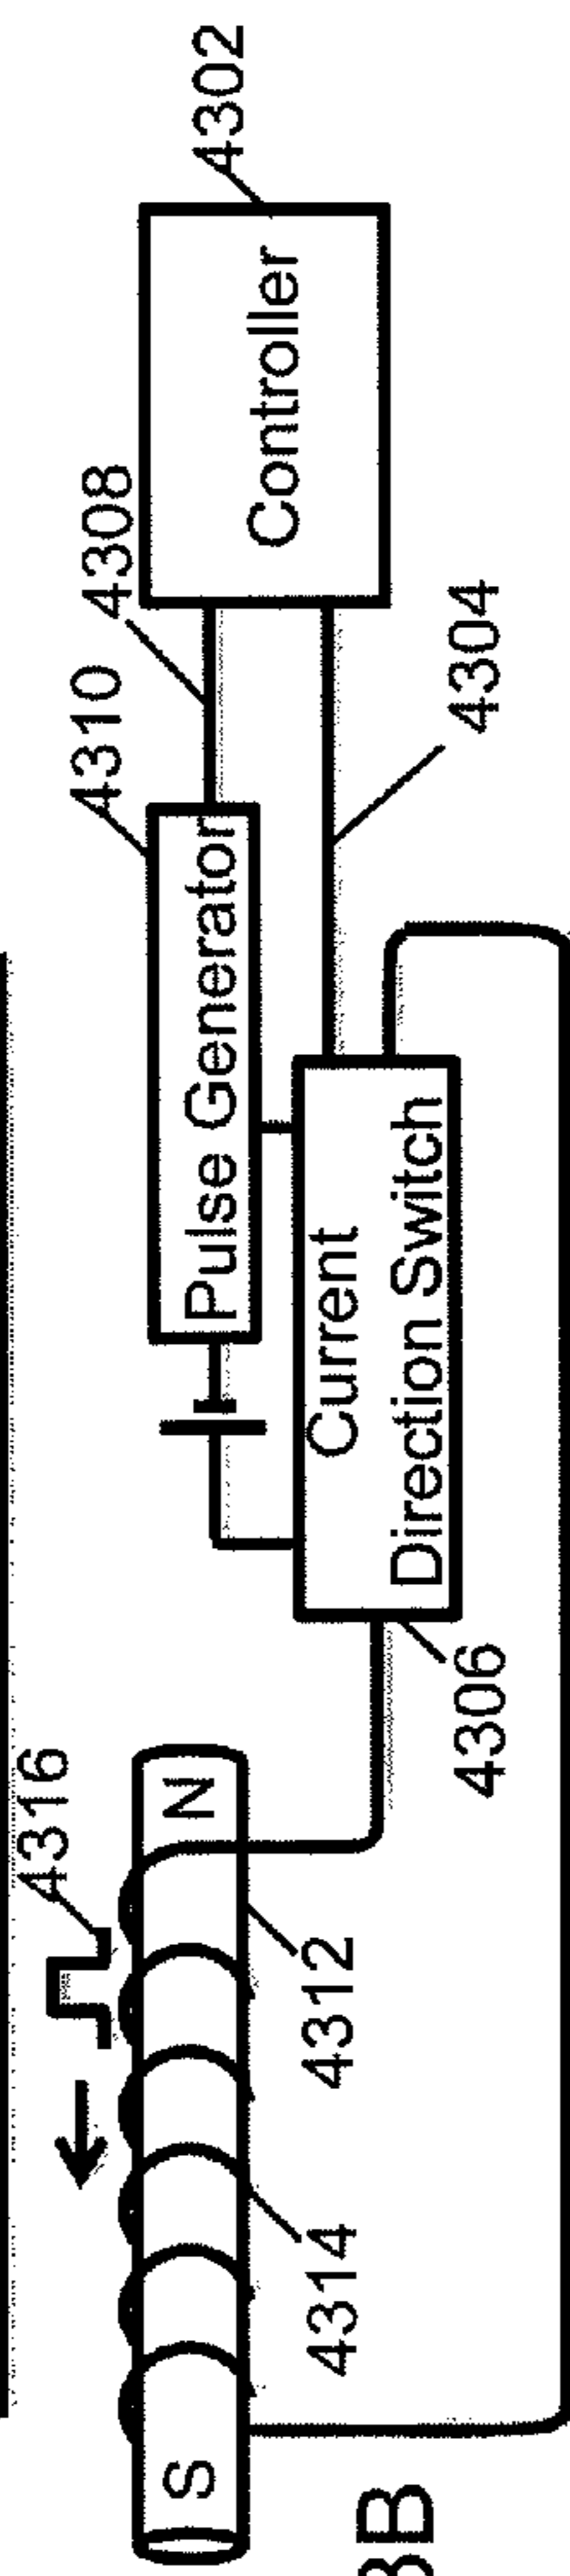 4316
4310
4308
4302
S
N
Pulse Generator
Controller
Current
Direction Switch
4314
4312
4306
4304
3B